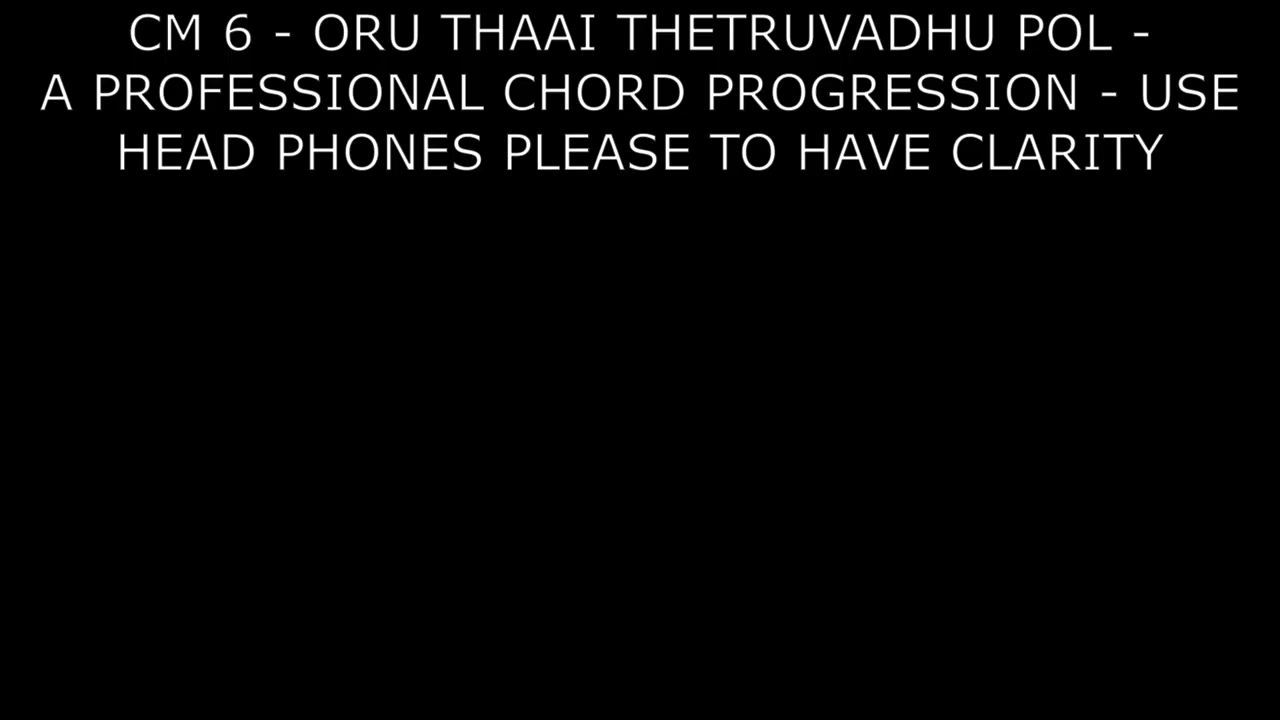 CM 6 - ORU THAAI THETRUVADHU POL -
A PROFESSIONAL CHORD PROGRESSION - USE
HEAD PHONES PLEASE TO HAVE CLARITY